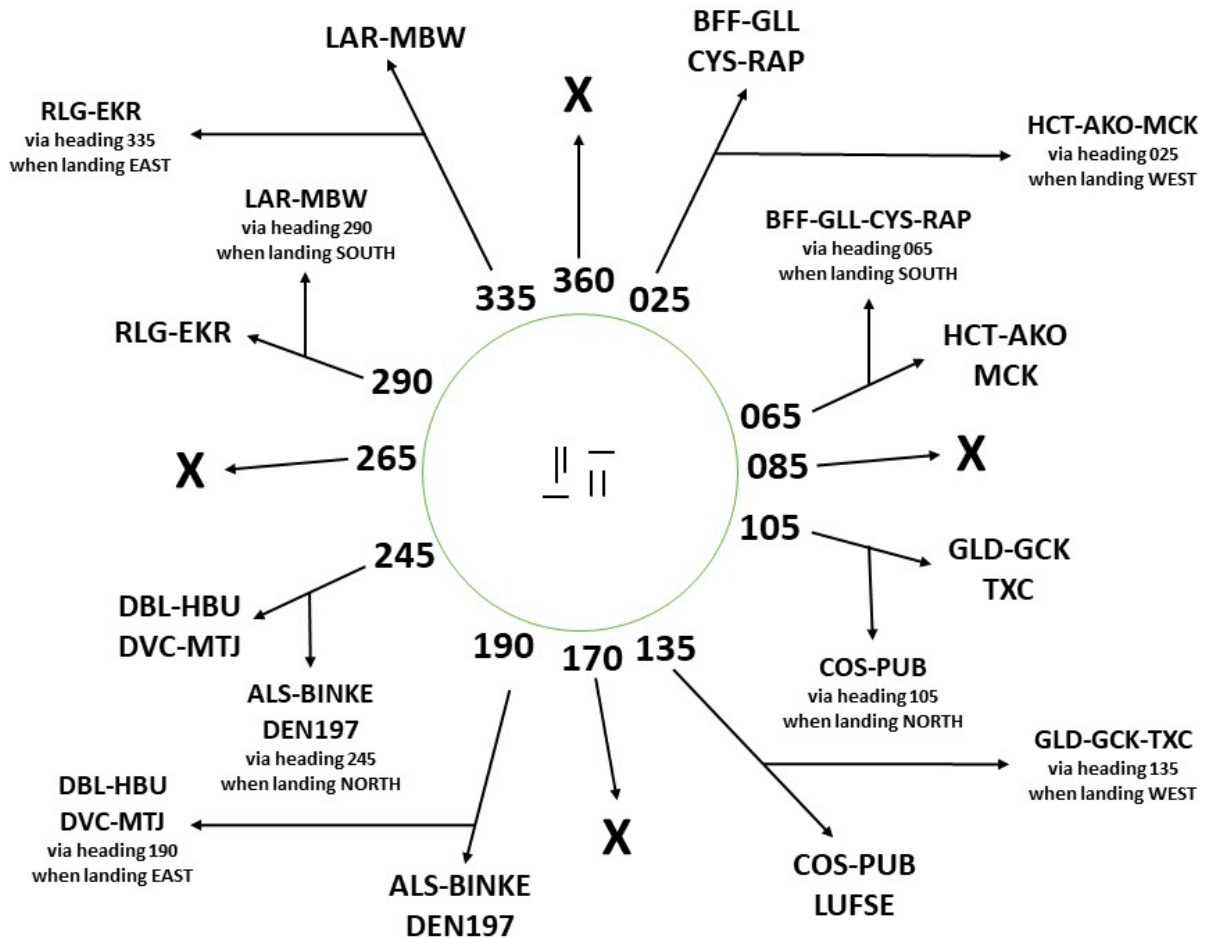 LAR-MBW
BFF-GLL
CYS-RAP
X
RLG-EKR
via heading 335
when landing EAST
HCT-AKO-MCK
via heading 025
when landing WEST
LAR-MBW
via heading 290
when landing SOUTH
BFF-GLL-CYS-RAP
via heading 065
when landing SOUTH
335
360
025
RLG-EKR
290
HCT-AKO
MCK
065
X
265
085
X
105
GLD-GCK
TXC
245
DBL-HBU
DVC-MTJ
190
170
135
ALS-BINKE
DEN197
via heading 245
when landing NORTH
COS-PUB
via heading 105
when landing NORTH
GLD-GCK-TXC
via heading 135
when landing WEST
DBL-HBU
DVC-MTJ
via heading 190
when landing EAST
X
ALS-BINKE
DEN197
COS-PUB
LUFSE